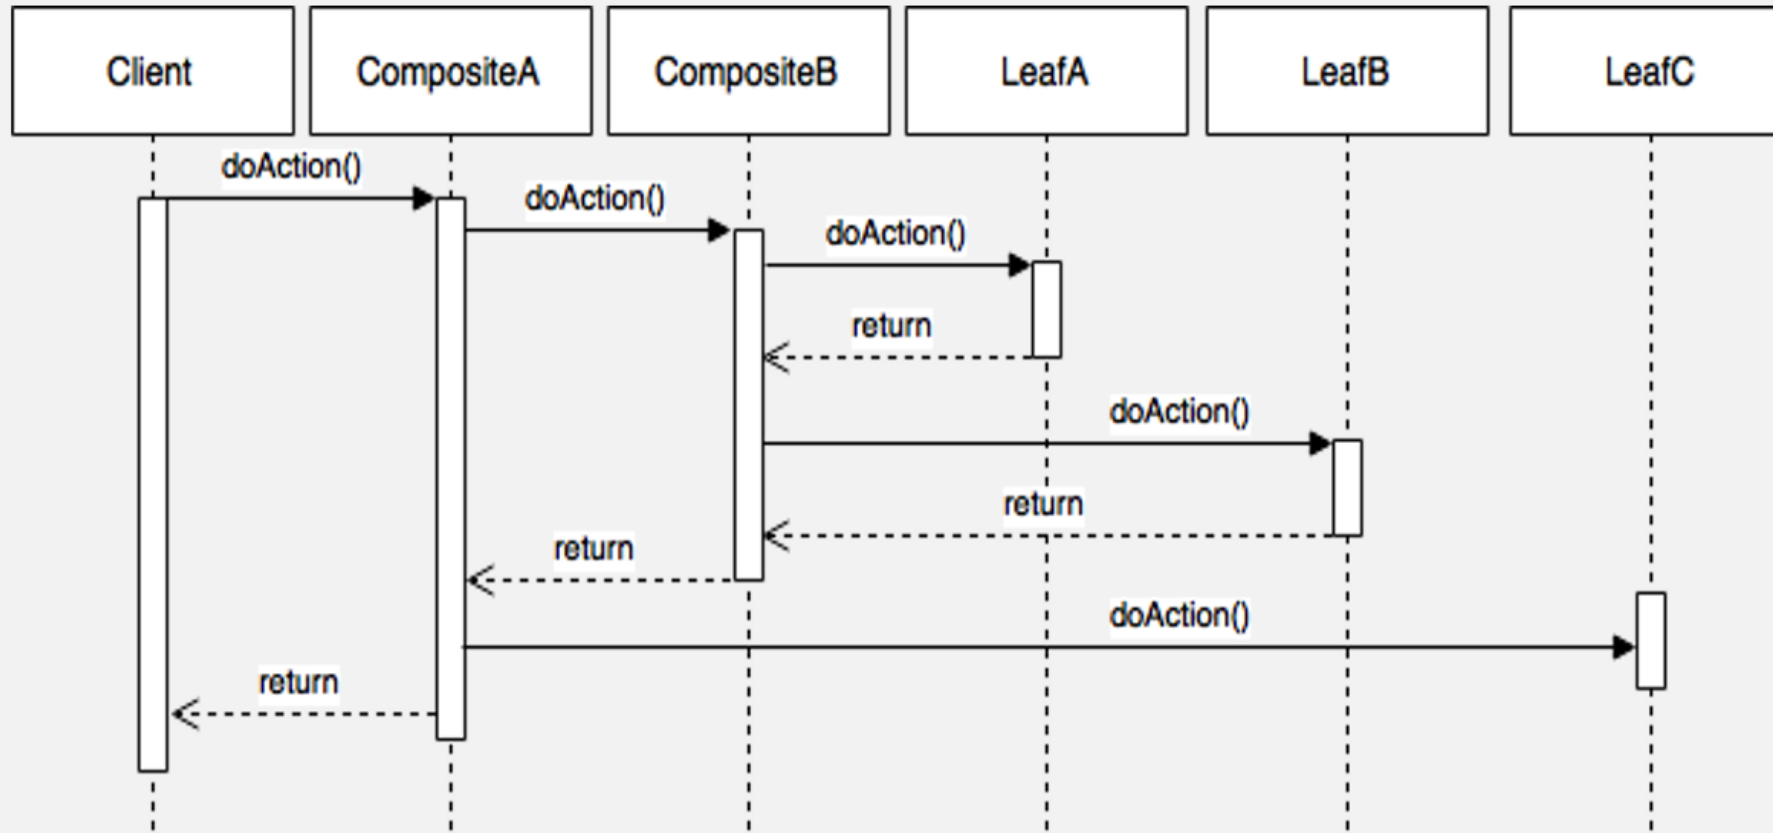 Client
CompositeA
CompositeB
LeafA
LeafB
LeafC
doAction()
doAction()
doAction()
return
doAction()
return
return
doAction()
return